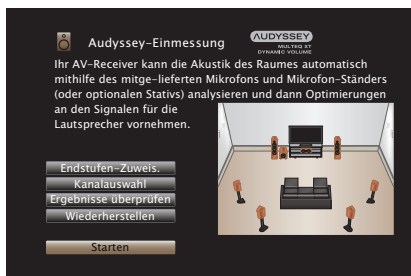 Audyssey-Einmessung
AUDYSSEY
MULTEQ XT
DYNAMIC VOLUME
Ihr AV-Receiver kann die Akustik des Raumes automatisch
mithilfe des mitge-lieferten Mikrofons und Mikrofon-Ständers
(oder optionalen Stativs) analysieren und dann Optimierungen
an den Signalen für die
Lautsprecher vornehmen.
Endstufen-Zuweis.
Kanalauswahl
Ergebnisse überprüfen
Wiederherstellen
Starten